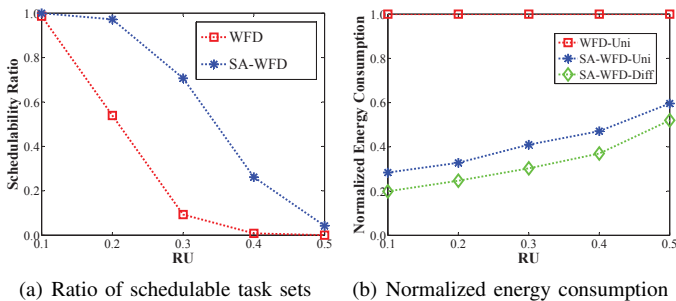 1.0
0.8
0.6
0.4
0.2
0.0
0.1
0.2
0.3
0.4
0.5
RU
Schedulability Ratio
WFD
SA-WFD
(a) Ratio of schedulable task sets
1.0
0.8
0.6
0.4
0.2
0.0
0.1
0.2
0.3
0.4
0.5
RU
Normalized Energy Consumption
WFD-Uni
SA-WFD-Uni
SA-WFD-Diff
(b) Normalized energy consumption